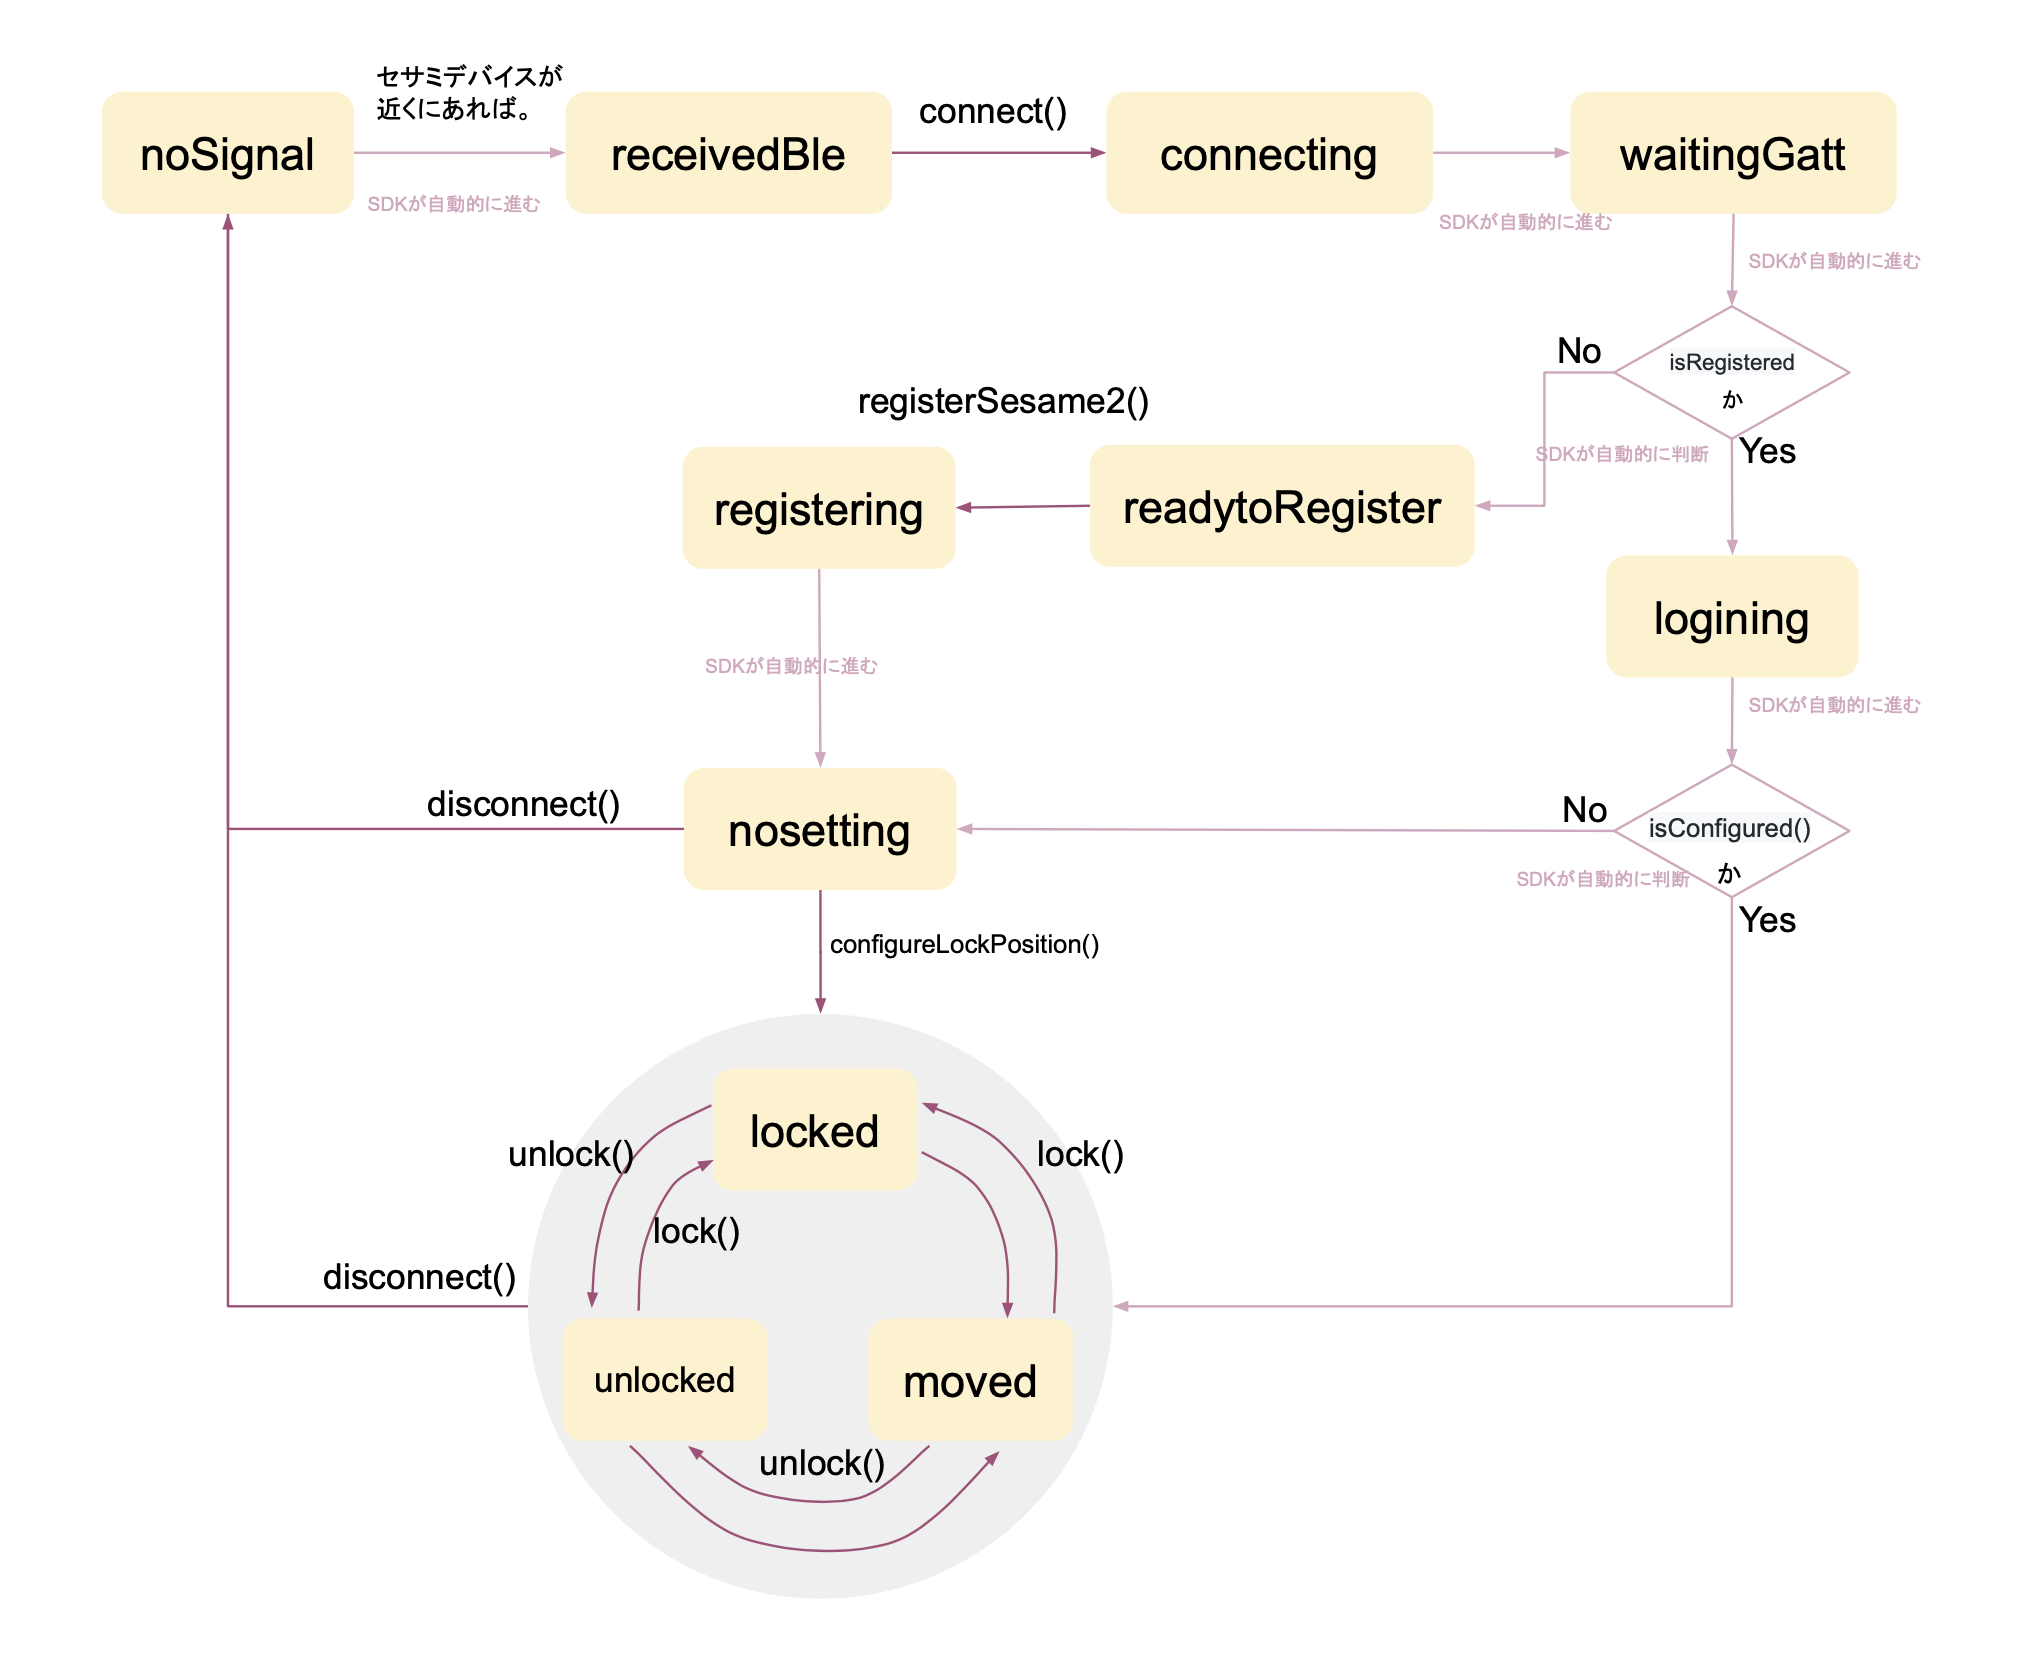 セサミデバイスが
近くにあれば。
noSignal
receivedBle
connect()
connecting
waitingGatt
SDKが自動的に進む
SDKが自動的に進む
SDKが自動的に進む
No
isRegistered
か
registerSesame2()
SDKが自動的に判断
Yes
registering
readytoRegister
logining
SDKが自動的に進む
SDKが自動的に進む
disconnect()
nosetting
No
isConfigured()
か
SDKが自動的に判断
Yes
configureLockPosition()
locked
unlock()
lock()
lock()
disconnect()
unlocked
moved
unlock()